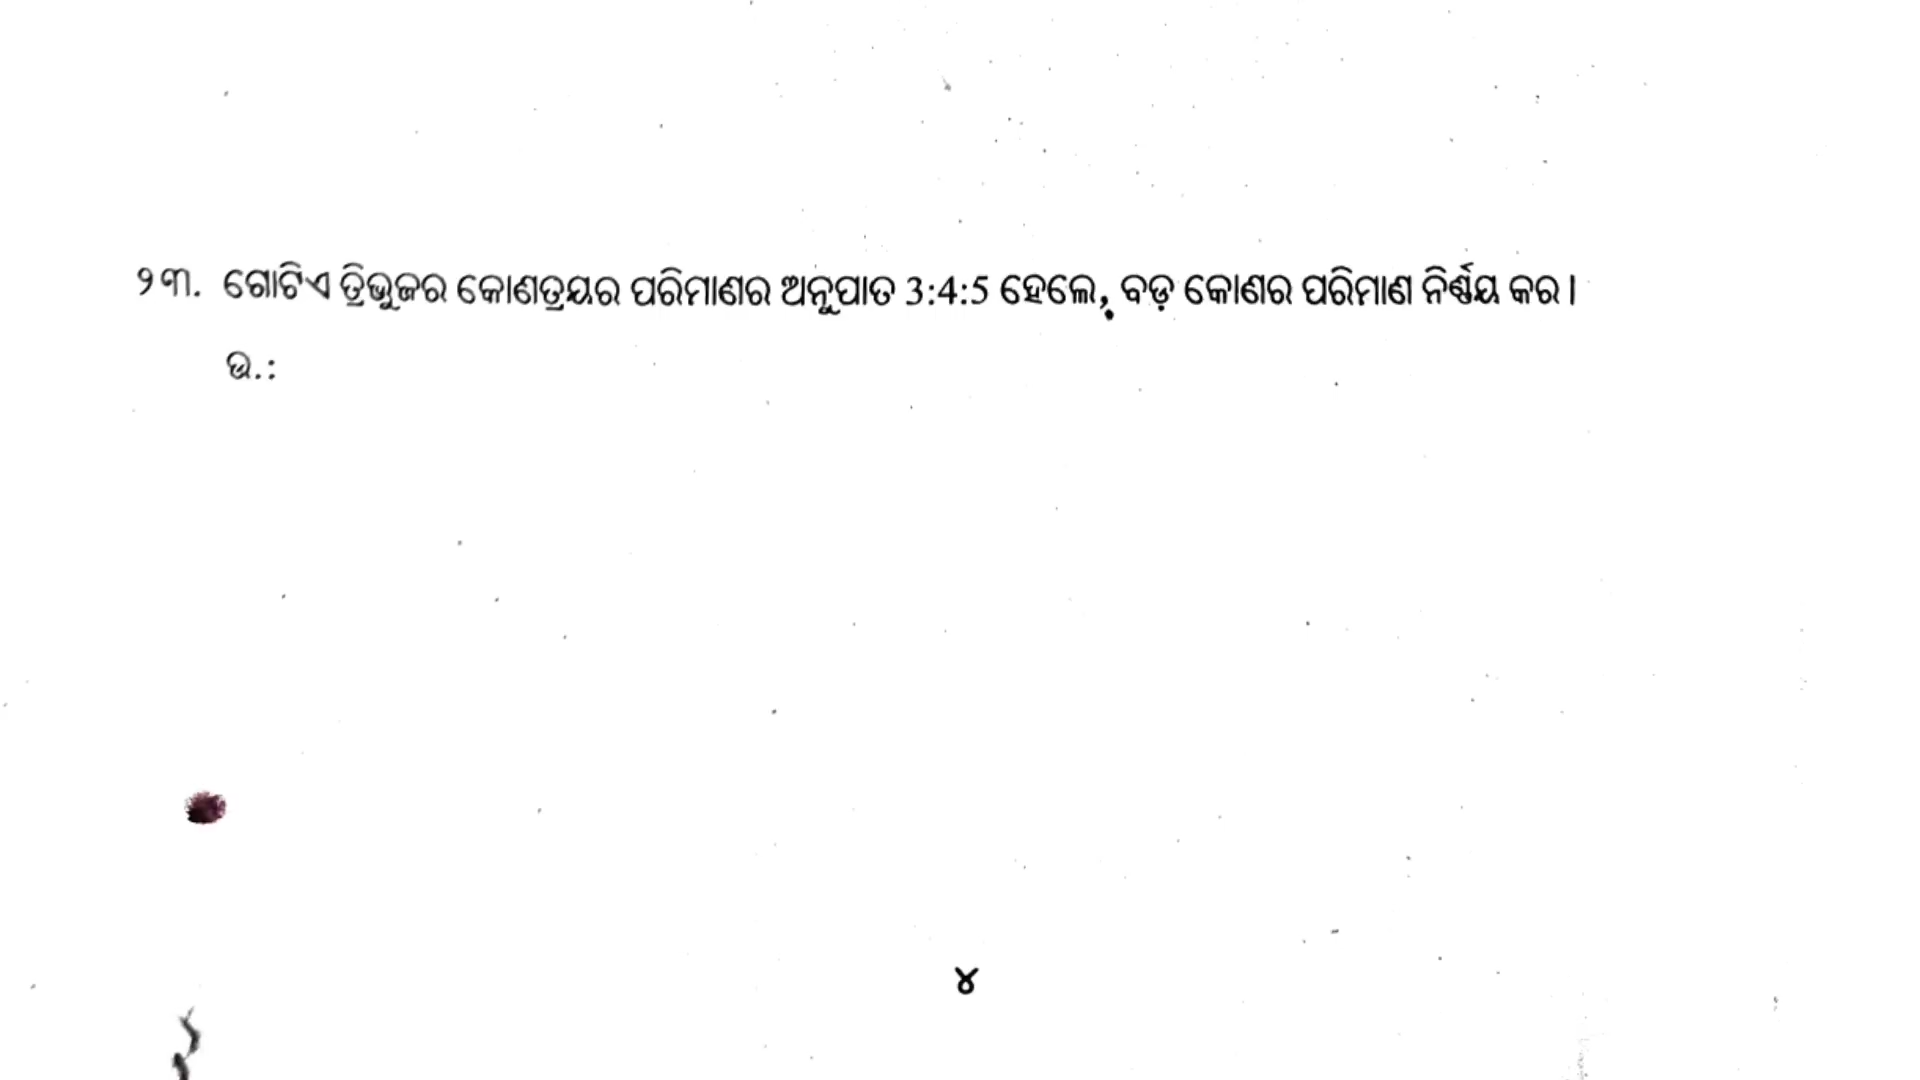 ୨୩. ଗୋଟିଏ ତ୍ରିଭୁଜର କୋଣତ୍ରୟର ପରିମାଣର ଅନୁପାତ 3:4:5 ହେଲେ, ବଡ଼ କୋଣର ପରିମାଣ ନିର୍ଣ୍ଣୟ କର।
ଉ.:
୪